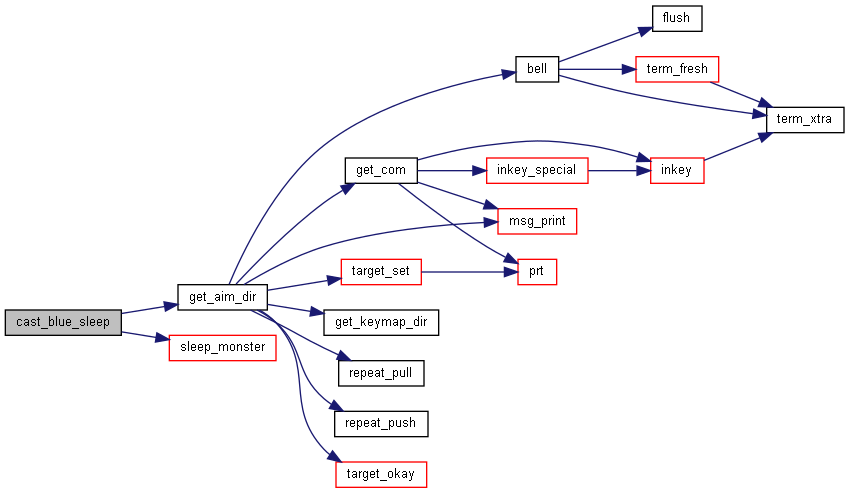 flush
bell
term_fresh
term_xtra
get_com
inkey_special
inkey
msg_print
target_set
prt
get_aim_dir
cast_blue_sleep
get_keymap_dir
sleep_monster
repeat_pull
repeat_push
target_okay